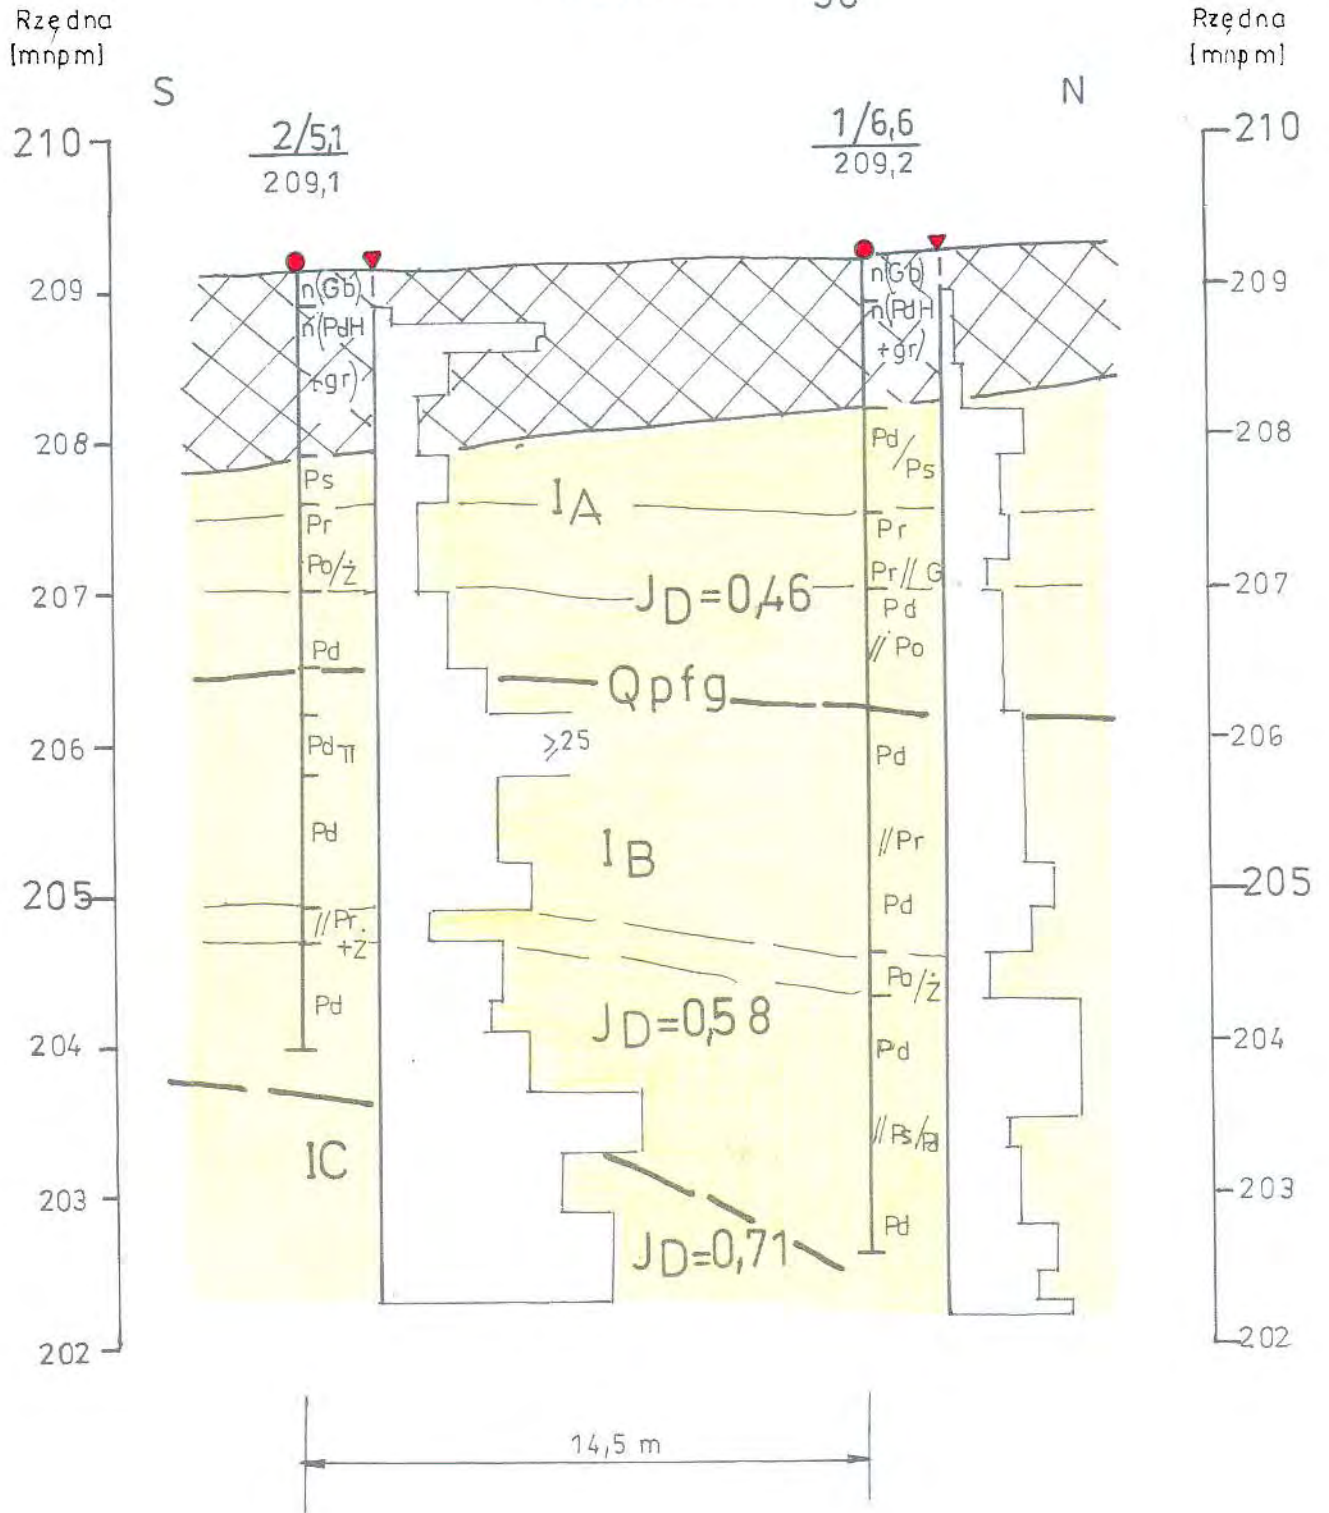 Rzędna
[mnpm]
Rzędna
[mnpm]
S
N
210
2/5,1
209,1
1/6,6
209,2
210
209
n(Gb)
n(PdH
+gr)
n(Gb)
n(PdH
+gr)
209
208
Ps
Pd/Ps
208
Pr
IA
Pr
Po/ż
Pr//G
207
JD=0,46
Pd
207
Pd
// Po
Qpfg
206
Pdπ
≥25
Pd
206
Pd
IB
//Pr
205
Pd
205
//Pr
+ż
Po/ż
Pd
JD=0,58
204
Pd
204
IC
//Ps/Pd
203
Pd
203
JD=0,71
202
202
14,5 m